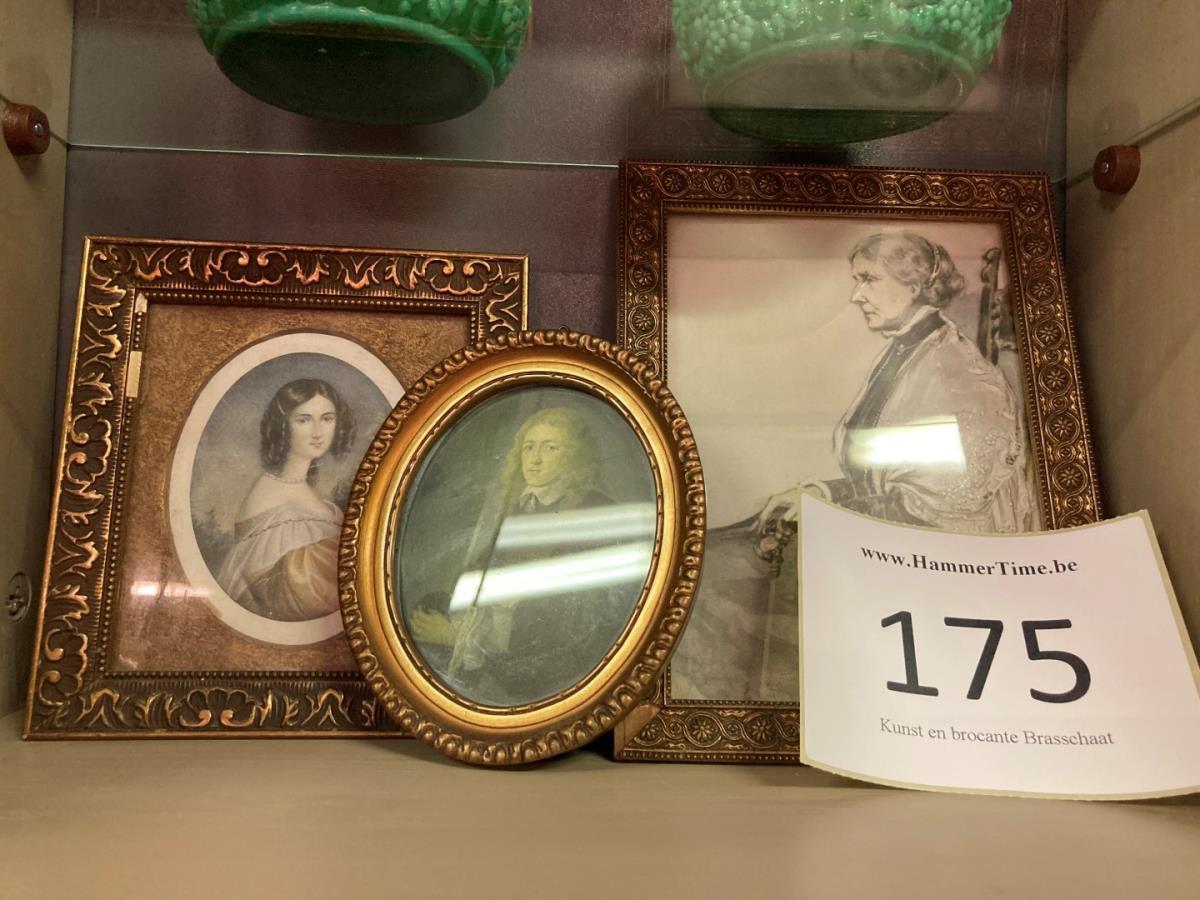 www.HammerTime.be
175
Kunst en brocante Brasschaat